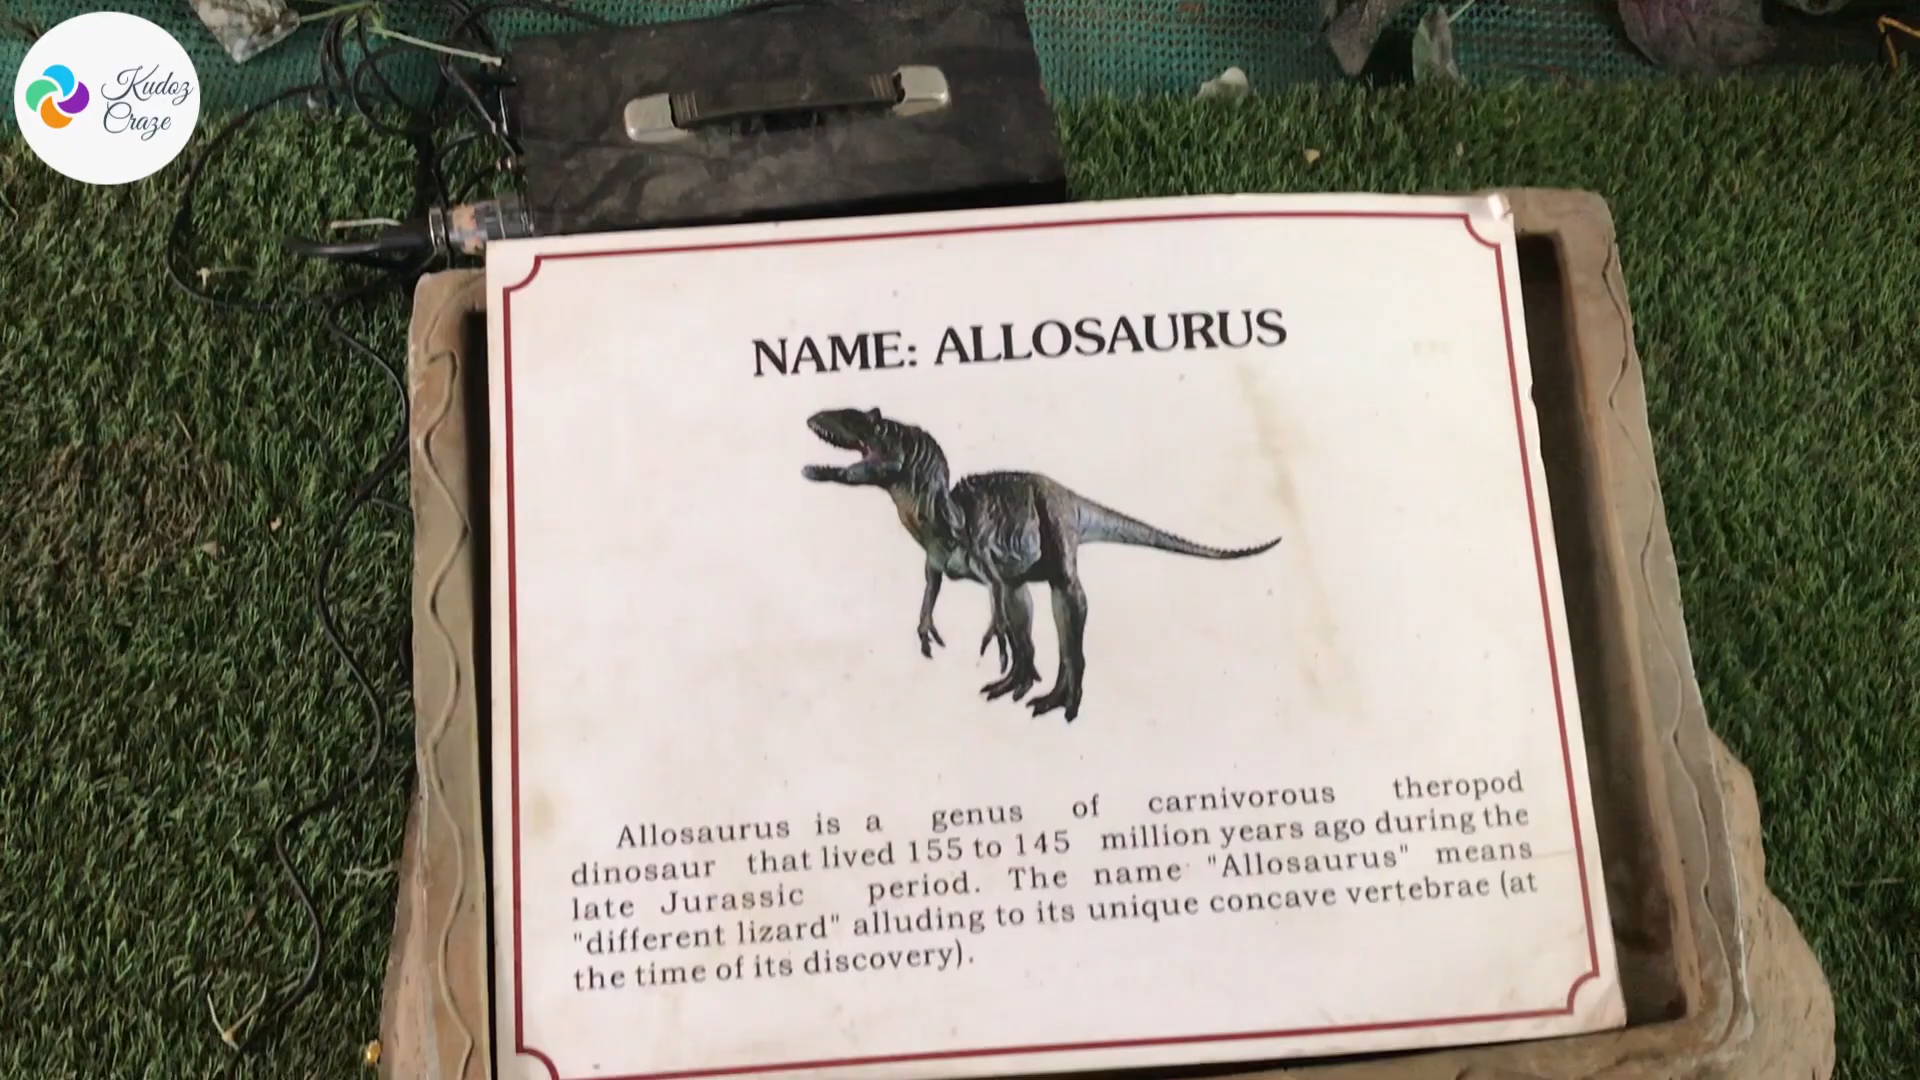 Kudoz
Craze
NAME: ALLOSAURUS
Allosaurus is a genus of carnivorous theropod
dinosaur that lived 155 to 145 million years ago during the
late Jurassic period. The name "Allosaurus" means
"different lizard" alluding to its unique concave vertebrae (at
the time of its discovery).